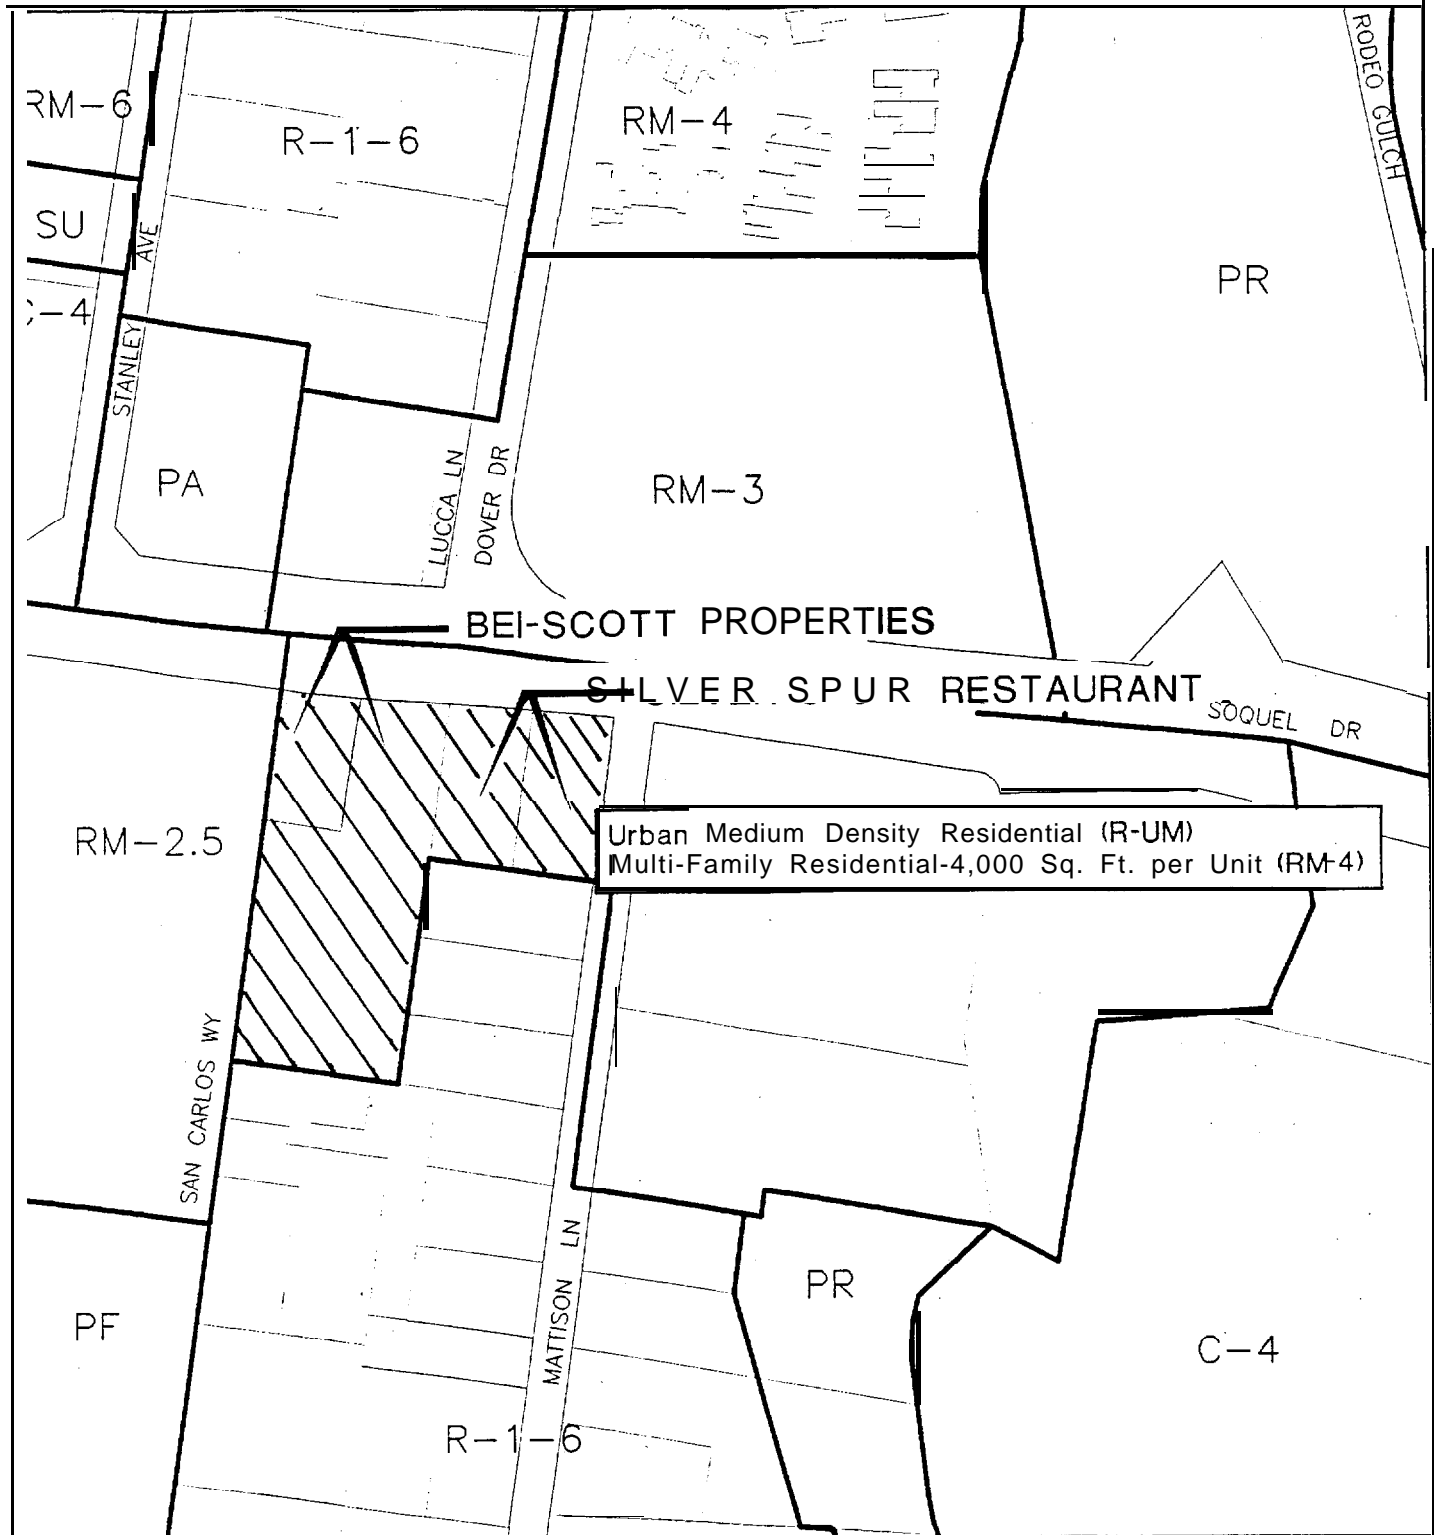 RODEO GULCH
RM-6
R-1-6
RM-4
SU
AVE
PR
-4
STANLEY
PA
LUCCA LN
DOVER DR
RM-3
BEI-SCOTT PROPERTIES
SILVER SPUR RESTAURANT
SOQUEL DR
RM-2.5
Urban Medium Density Residential (R-UM)
Multi-Family Residential-4,000 Sq. Ft. per Unit (RM-4)
SAN CARLOS WY
MATTISON LN
PR
PF
C-4
R-1-6